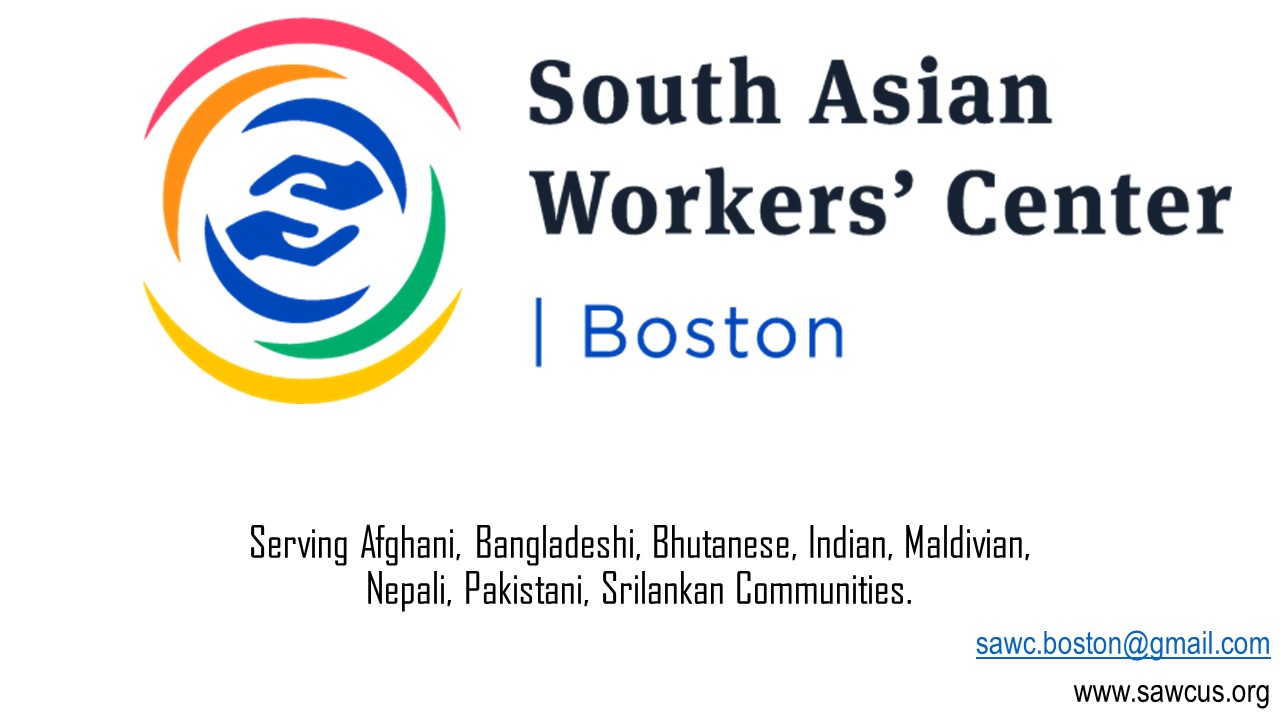 South Asian
Workers’ Center
| Boston
Serving Afghani, Bangladeshi, Bhutanese, Indian, Maldivian,
Nepali, Pakistani, Srilankan Communities.
sawc.boston@gmail.com
www.sawcus.org